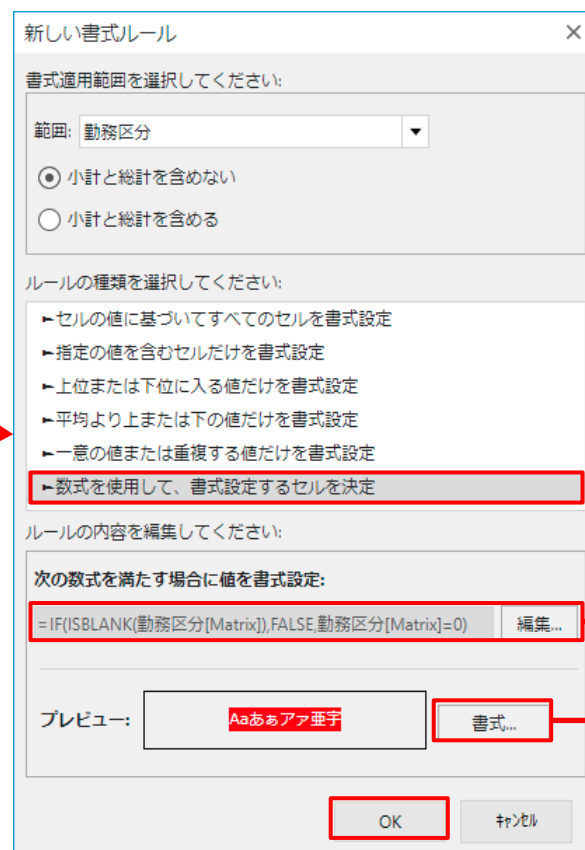 新しい書式ルール ×
書式適用範囲を選択してください:
範囲: 勤務区分
小計と総計を含めない
小計と総計を含める
ルールの種類を選択してください:
►セルの値に基づいてすべてのセルを書式設定
►指定の値を含むセルだけを書式設定
►上位または下位に入る値だけを書式設定
►平均より上または下の値だけを書式設定
►一意の値または重複する値だけを書式設定
►数式を使用して、書式設定するセルを決定
ルールの内容を編集してください:
次の数式を満たす場合に値を書式設定:
=IF(ISBLANK(勤務区分[Matrix]),FALSE,勤務区分[Matrix]=0) 編集...
プレビュー: Aaあぁアァ亜宇 書式...
OK ｷｬﾝｾﾙ